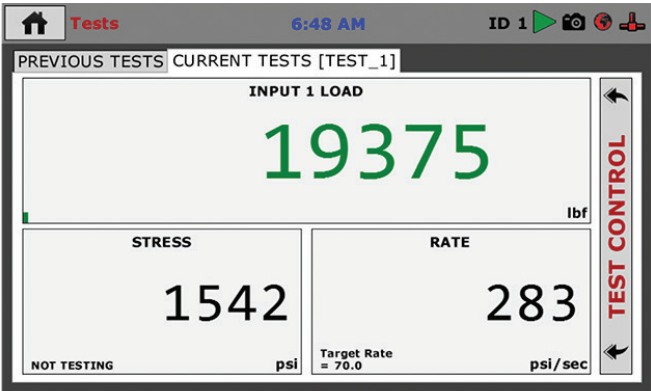 Tests 6:48 AM ID 1
PREVIOUS TESTS CURRENT TESTS [TEST_1]
INPUT 1 LOAD
19375
lbf
STRESS
1542
NOT TESTING psi
RATE
283
Target Rate
= 70.0 psi/sec
TEST CONTROL